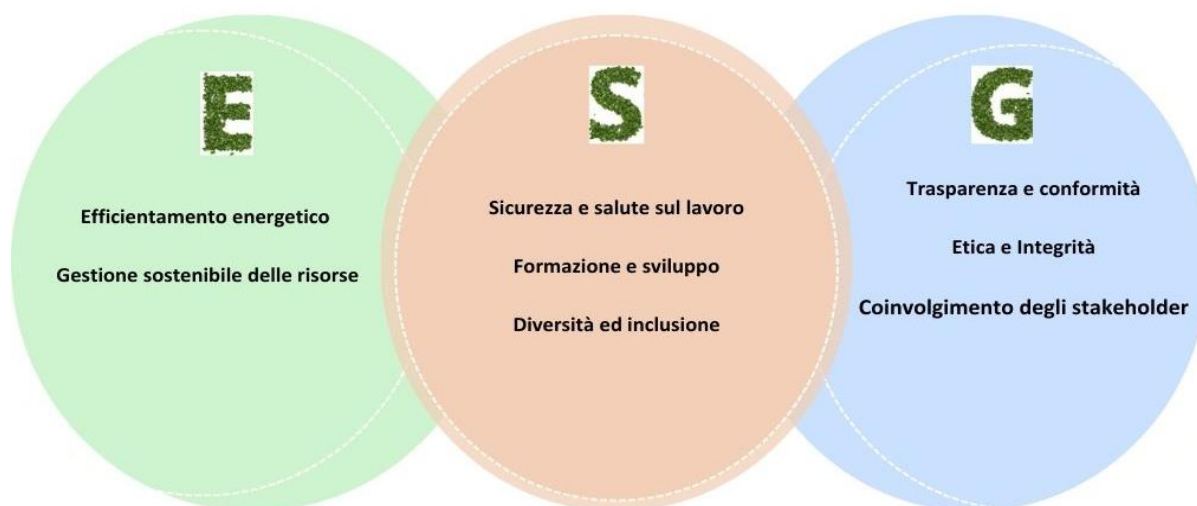 E
Efficientamento energetico
Gestione sostenibile delle risorse
S
Sicurezza e salute sul lavoro
Formazione e sviluppo
Diversità ed inclusione
G
Trasparenza e conformità
Etica e Integrità
Coinvolgimento degli stakeholder